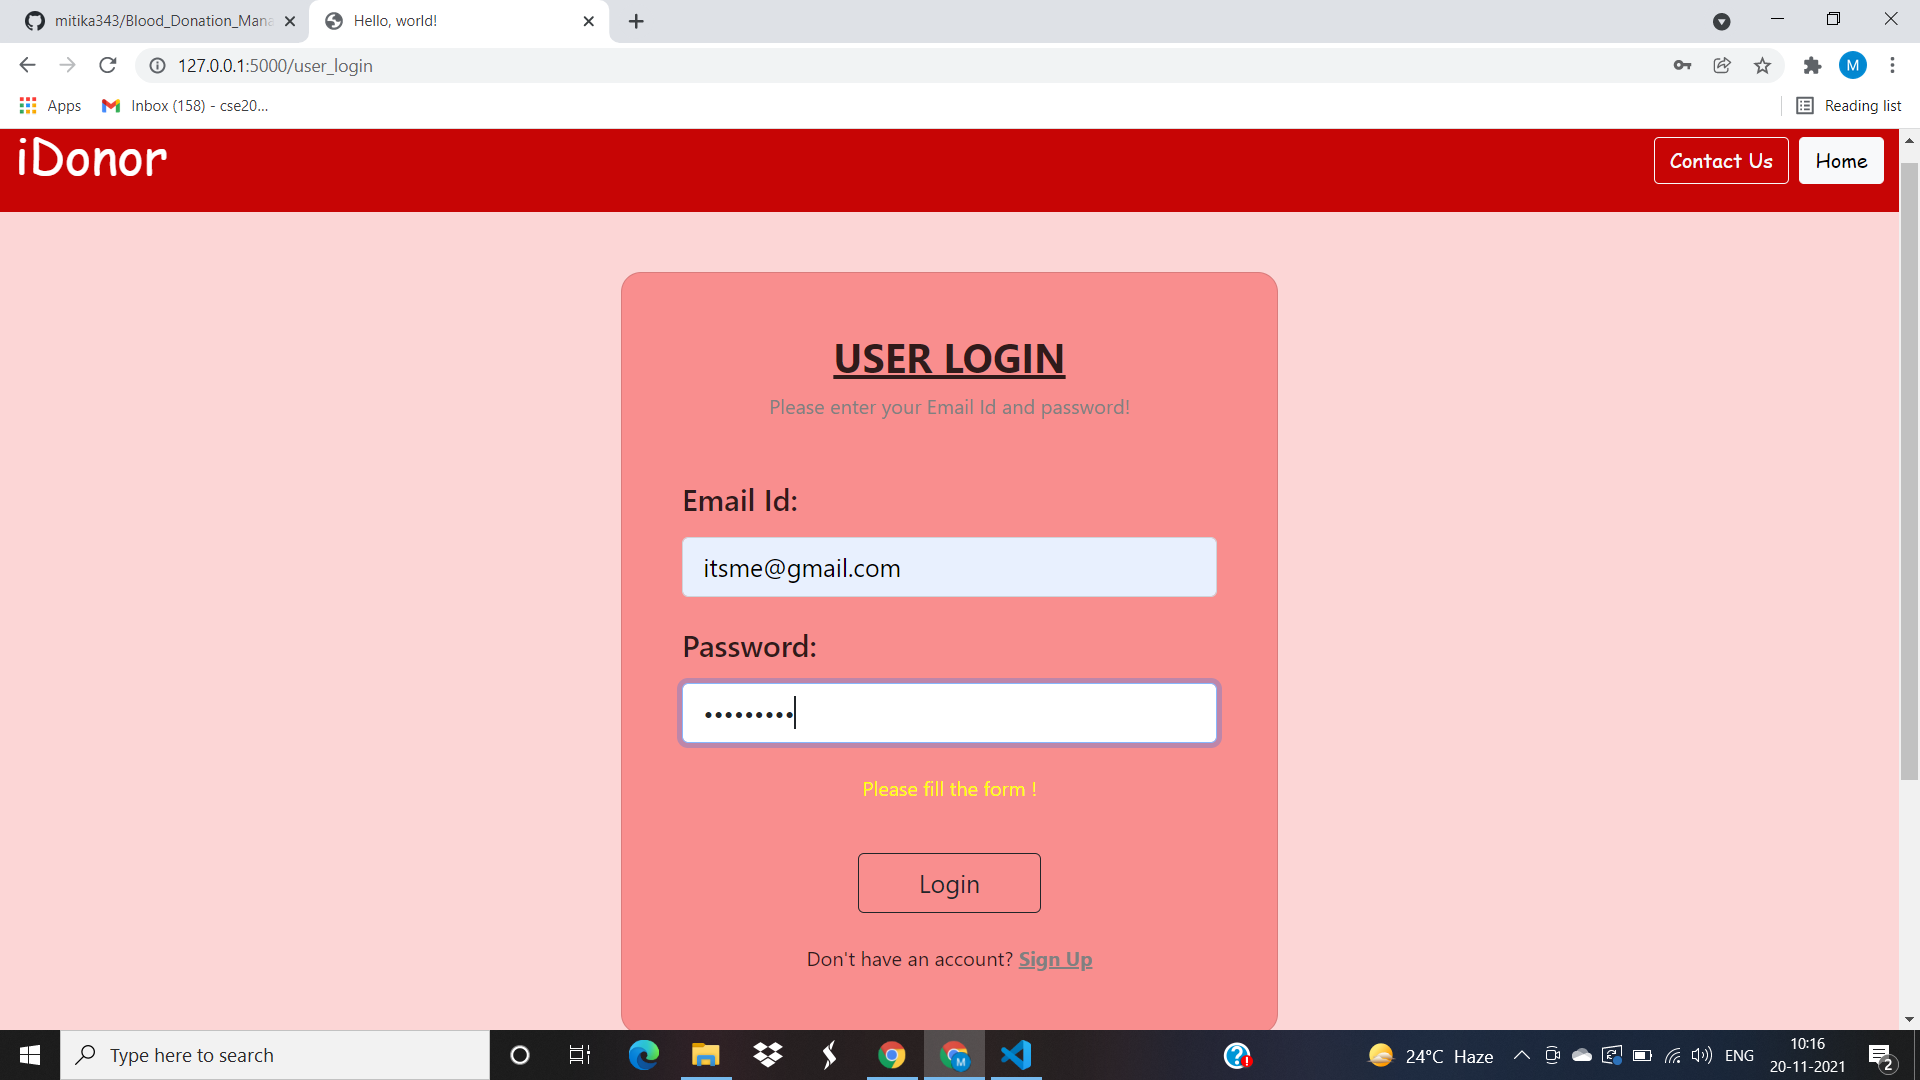 mitika343/Blood_Donation_Mana
Hello, world!
127.0.0.1:5000/user_login
M
Apps
Inbox (158) - cse20...
Reading list
iDonor
Contact Us
Home
USER LOGIN
Please enter your Email Id and password!
Email Id:
itsme@gmail.com
Password:
•••••••••
Please fill the form !
Login
Don't have an account? Sign Up
Type here to search
M
24°C Haze
ENG
10:16
20-11-2021
2